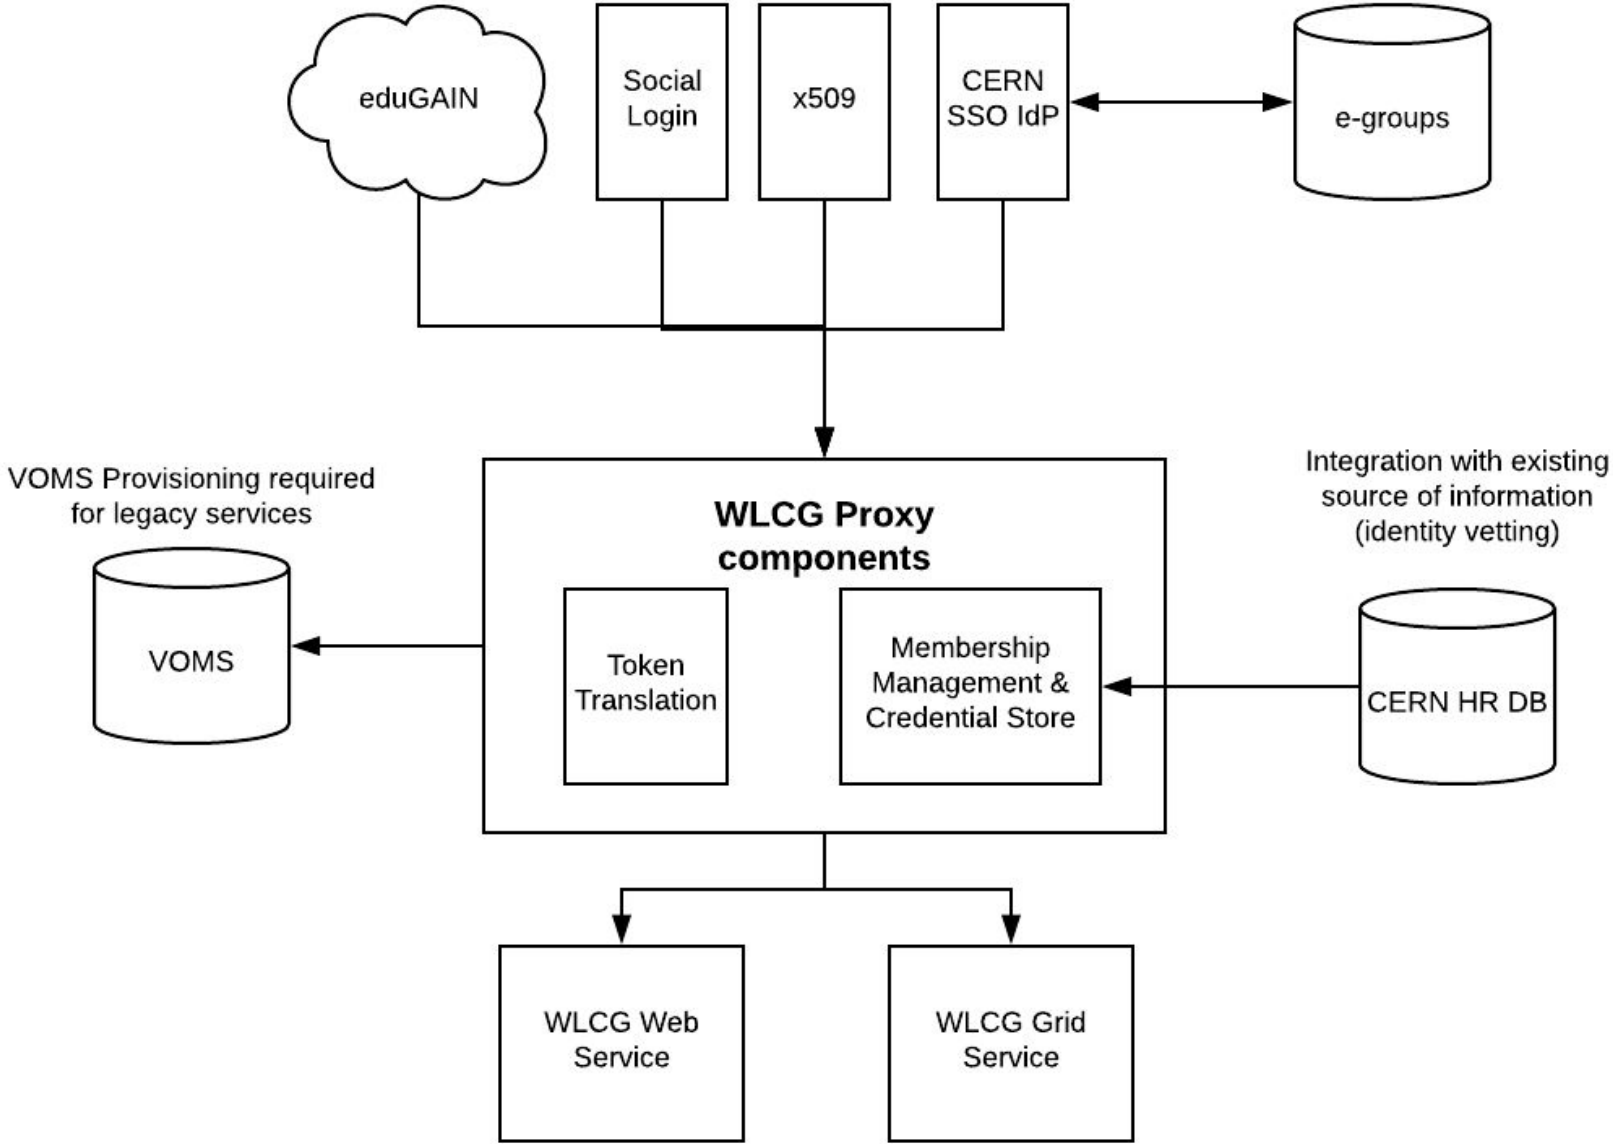 eduGAIN
Social
Login
x509
CERN
SSO IdP
e-groups
VOMS Provisioning required
for legacy services
VOMS
WLCG Proxy
components
Token
Translation
Membership
Management &
Credential Store
Integration with existing
source of information
(identity vetting)
CERN HR DB
WLCG Web
Service
WLCG Grid
Service